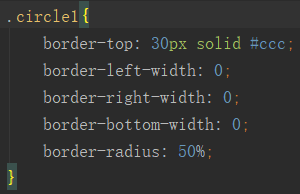 .circle1{
    border-top: 30px solid #ccc;
    border-left-width: 0;
    border-right-width: 0;
    border-bottom-width: 0;
    border-radius: 50%;
}